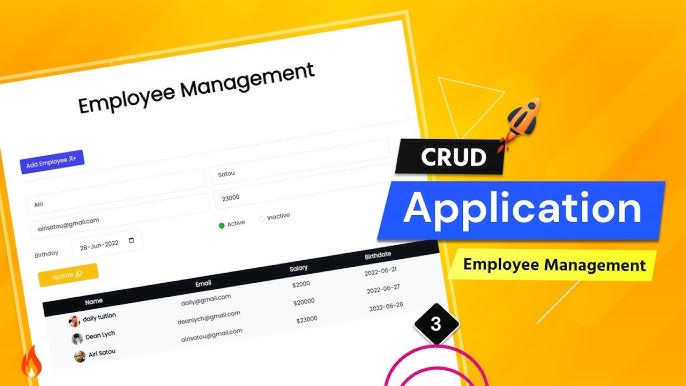 Employee Management
Add Employee
Airi
Satou
airisatou@gmail.com
23000
Birthday
28-Jun-2022
Active
Inactive
Update
Name Email Salary Birthdate
daily tuition daily@gmail.com $2000 2022-06-21
Dean Lych deanlych@gmail.com $20000 2022-06-27
Airi Satou airisatou@gmail.com $23000 2022-06-28
CRUD
Application
Employee Management
3